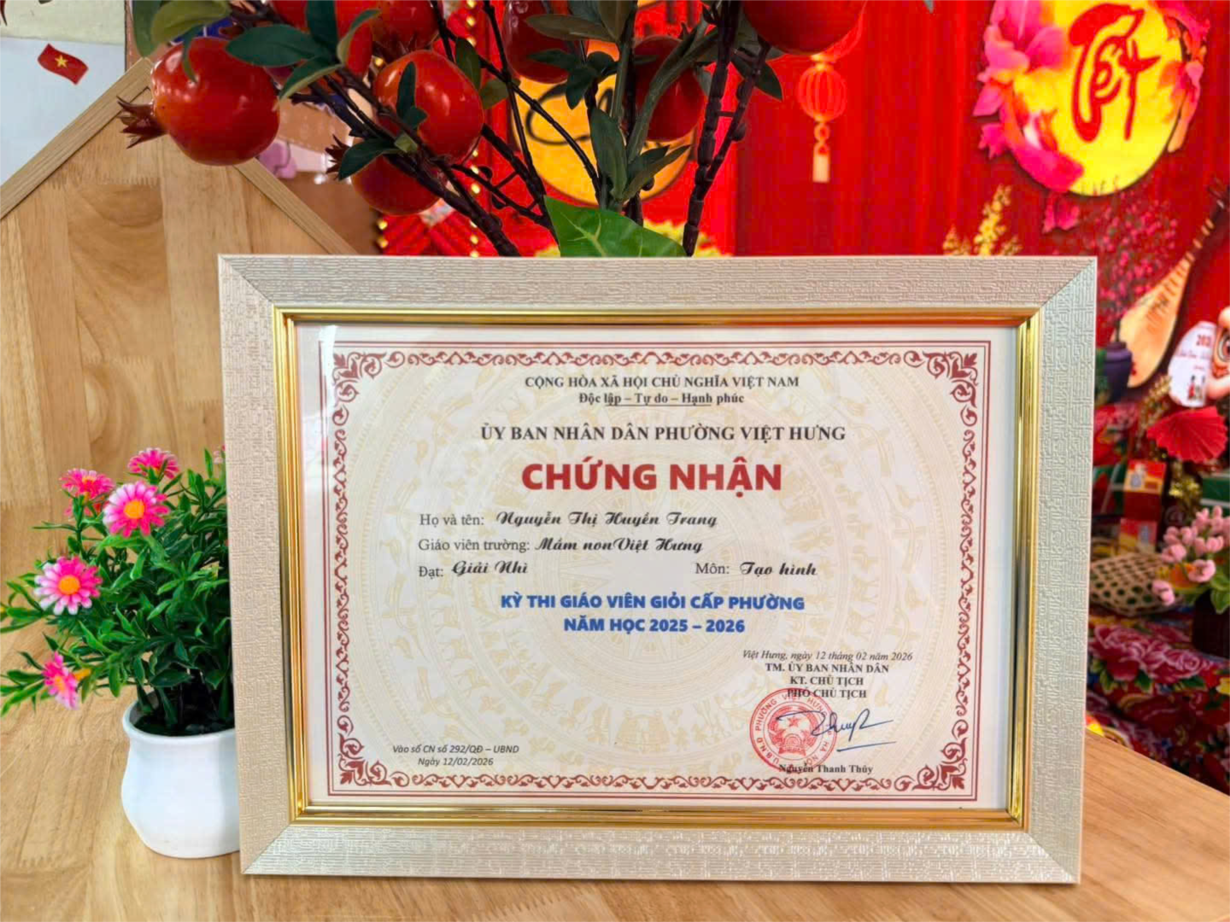 Tết
CỘNG HÒA XÃ HỘI CHỦ NGHĨA VIỆT NAM
Độc lập – Tự do – Hạnh phúc
ỦY BAN NHÂN DÂN PHƯỜNG VIỆT HƯNG
CHỨNG NHẬN
Họ và tên: Nguyễn Thị Huyền Trang
Giáo viên trường: Mầm non Việt Hưng
Đạt: Giải Nhì Môn: Tạo hình
KỲ THI GIÁO VIÊN GIỎI CẤP PHƯỜNG
NĂM HỌC 2025 – 2026
Việt Hưng, ngày 12 tháng 02 năm 2026
TM. ỦY BAN NHÂN DÂN
KT. CHỦ TỊCH
PHÓ CHỦ TỊCH
Nguyễn Thanh Thủy
Vào sổ CN số 292/QĐ – UBND
Ngày 12/02/2026